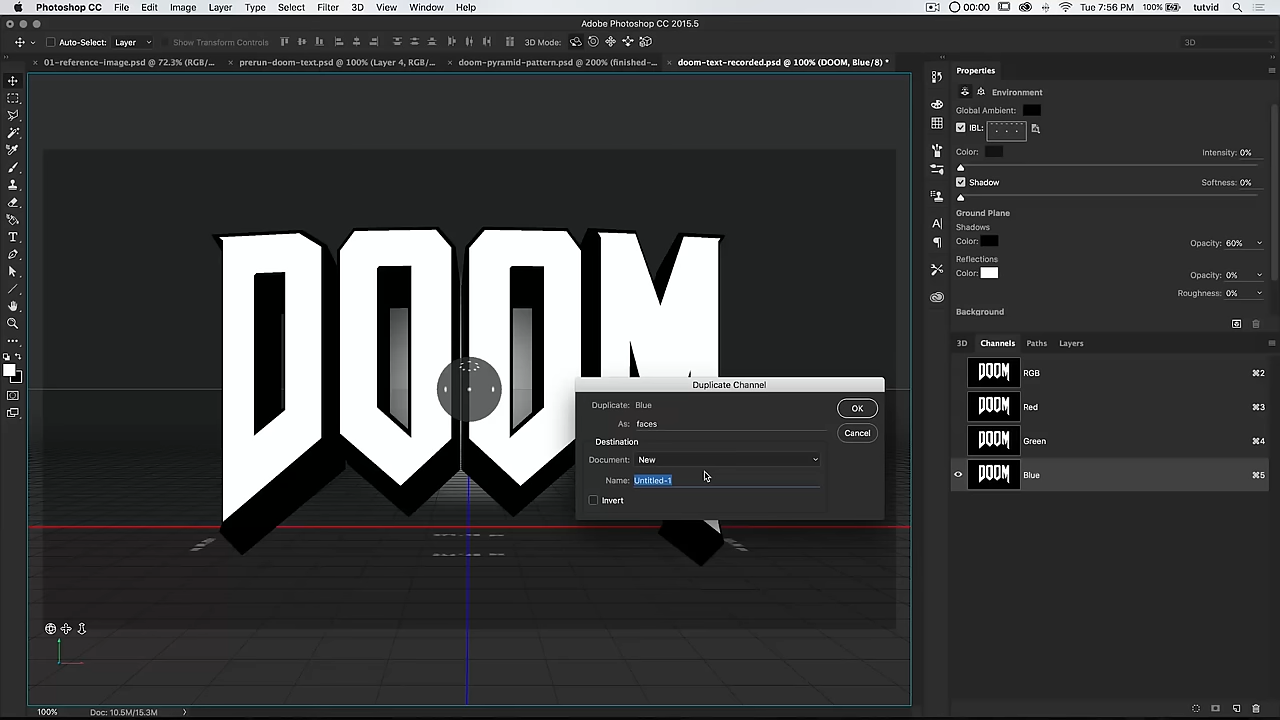 Photoshop CC File Edit Image Layer Type Select Filter 3D View Window Help 00:00 Tue 7:56 PM 100% tutvid
Adobe Photoshop CC 2015.5
Auto-Select: Layer Show Transform Controls 3D Mode: 3D
× 01-reference-image.psd @ 72.3% (RGB/... × prerun-doom-text.psd @ 100% (Layer 4, RGB/... × doom-pyramid-pattern.psd @ 200% (finished-... × doom-text-recorded.psd @ 100% (DOOM, Blue/8) *
Properties
Environment
Global Ambient:
IBL:
Color: Intensity: 0%
Shadow Softness: 0%
Ground Plane
Shadows
Color: Opacity: 60%
Reflections
Color: Opacity: 0%
Roughness: 0%
Background
3D Channels Paths Layers
DOOM RGB ⌘2
DOOM Red ⌘3
DOOM Green ⌘4
DOOM Blue ⌘5
DOOM
Duplicate Channel
Duplicate: Blue OK
As: faces Cancel
Destination
Document: New
Name: Untitled-1
Invert
100% Doc: 10.5M/15.3M